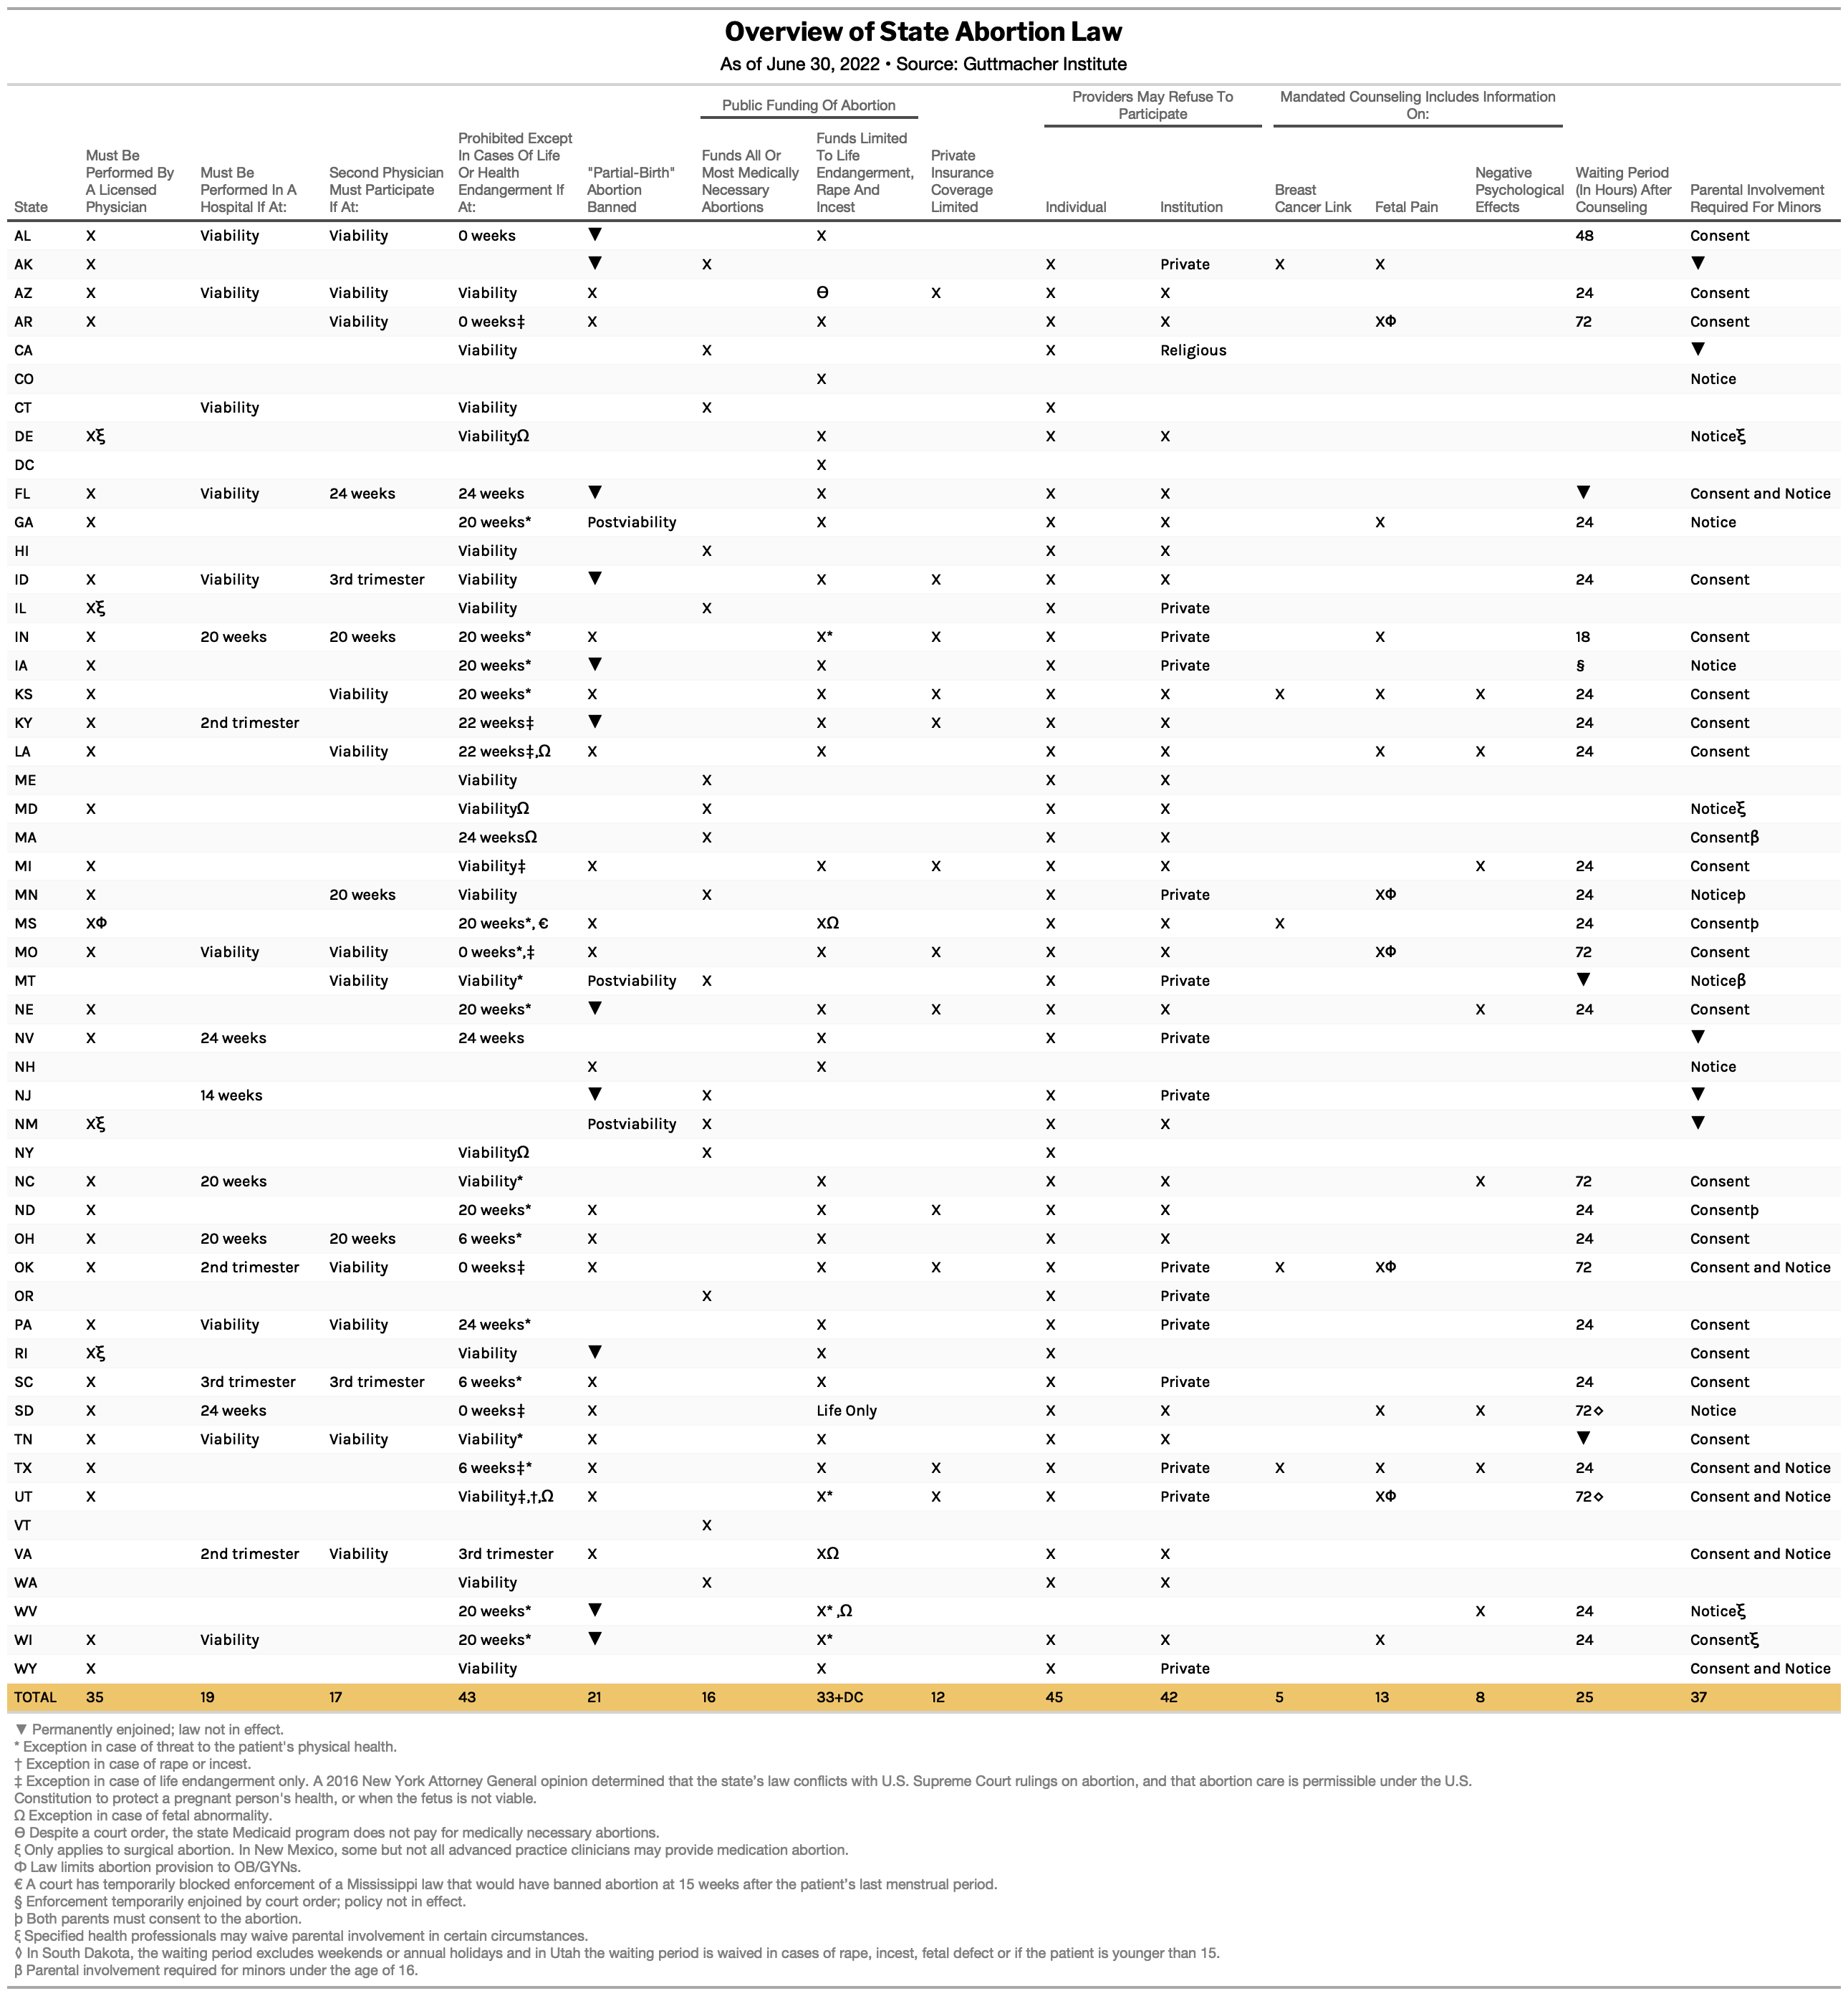 Overview of State Abortion Law
As of June 30, 2022 • Source: Guttmacher Institute
Public Funding Of Abortion
Providers May Refuse To
Participate
Mandated Counseling Includes Information
On:
State
Must Be
Performed By
A Licensed
Physician
Must Be
Performed In A
Hospital If At:
Second Physician
Must Participate
If At:
Prohibited Except
In Cases Of Life
Or Health
Endangerment If
At:
"Partial-Birth"
Abortion
Banned
Funds All Or
Most Medically
Necessary
Abortions
Funds Limited
To Life
Endangerment,
Rape And
Incest
Private
Insurance
Coverage
Limited
Individual
Institution
Breast
Cancer Link
Fetal Pain
Negative
Psychological
Effects
Waiting Period
(In Hours) After
Counseling
Parental Involvement
Required For Minors
AL X Viability Viability 0 weeks ▼ X 48 Consent
AK X ▼ X X Private X X ▼
AZ X Viability Viability Viability X Ɵ X X X 24 Consent
AR X Viability 0 weeks‡ X X X X XΦ 72 Consent
CA Viability X X Religious ▼
CO X Notice
CT Viability Viability X X
DE Xξ ViabilityΩ X X X Noticeξ
DC X
FL X Viability 24 weeks 24 weeks ▼ X X X ▼ Consent and Notice
GA X 20 weeks* Postviability X X X X 24 Notice
HI Viability X X X
ID X Viability 3rd trimester Viability ▼ X X X X 24 Consent
IL Xξ Viability X X Private
IN X 20 weeks 20 weeks 20 weeks* X X* X X Private X 18 Consent
IA X 20 weeks* ▼ X X Private § Notice
KS X Viability 20 weeks* X X X X X X X X 24 Consent
KY X 2nd trimester 22 weeks‡ ▼ X X X X 24 Consent
LA X Viability 22 weeks‡,Ω X X X X X X 24 Consent
ME Viability X X X
MD X ViabilityΩ X X X Noticeξ
MA 24 weeksΩ X X X Consentβ
MI X Viability‡ X X X X X X 24 Consent
MN X 20 weeks Viability X X Private XΦ 24 Noticeþ
MS XΦ 20 weeks*, € X XΩ X X X 24 Consentþ
MO X Viability Viability 0 weeks*,‡ X X X X X XΦ 72 Consent
MT Viability Viability* Postviability X X Private ▼ Noticeβ
NE X 20 weeks* ▼ X X X X X 24 Consent
NV X 24 weeks 24 weeks X X Private ▼
NH X X Notice
NJ 14 weeks ▼ X X Private ▼
NM Xξ Postviability X X X ▼
NY ViabilityΩ X X
NC X 20 weeks Viability* X X X X 72 Consent
ND X 20 weeks* X X X X X 24 Consentþ
OH X 20 weeks 20 weeks 6 weeks* X X X X 24 Consent
OK X 2nd trimester Viability 0 weeks‡ X X X X Private X XΦ 72 Consent and Notice
OR X X Private
PA X Viability Viability 24 weeks* X X Private 24 Consent
RI Xξ Viability ▼ X X Consent
SC X 3rd trimester 3rd trimester 6 weeks* X X X Private 24 Consent
SD X 24 weeks 0 weeks‡ X Life Only X X X X 72◊ Notice
TN X Viability Viability Viability* X X X X ▼ Consent
TX X 6 weeks‡* X X X X Private X X X 24 Consent and Notice
UT X Viability‡,†,Ω X X* X X Private XΦ 72◊ Consent and Notice
VT X
VA 2nd trimester Viability 3rd trimester X XΩ X X Consent and Notice
WA Viability X X X
WV 20 weeks* ▼ X* ,Ω X 24 Noticeξ
WI X Viability 20 weeks* ▼ X* X X X 24 Consentξ
WY X Viability X X Private Consent and Notice
TOTAL 35 19 17 43 21 16 33+DC 12 45 42 5 13 8 25 37
▼ Permanently enjoined; law not in effect.
* Exception in case of threat to the patient's physical health.
† Exception in case of rape or incest.
‡ Exception in case of life endangerment only. A 2016 New York Attorney General opinion determined that the state’s law conflicts with U.S. Supreme Court rulings on abortion, and that abortion care is permissible under the U.S.
Constitution to protect a pregnant person's health, or when the fetus is not viable.
Ω Exception in case of fetal abnormality.
Ɵ Despite a court order, the state Medicaid program does not pay for medically necessary abortions.
ξ Only applies to surgical abortion. In New Mexico, some but not all advanced practice clinicians may provide medication abortion.
Φ Law limits abortion provision to OB/GYNs.
€ A court has temporarily blocked enforcement of a Mississippi law that would have banned abortion at 15 weeks after the patient’s last menstrual period.
§ Enforcement temporarily enjoined by court order; policy not in effect.
þ Both parents must consent to the abortion.
ξ Specified health professionals may waive parental involvement in certain circumstances.
◊ In South Dakota, the waiting period excludes weekends or annual holidays and in Utah the waiting period is waived in cases of rape, incest, fetal defect or if the patient is younger than 15.
β Parental involvement required for minors under the age of 16.